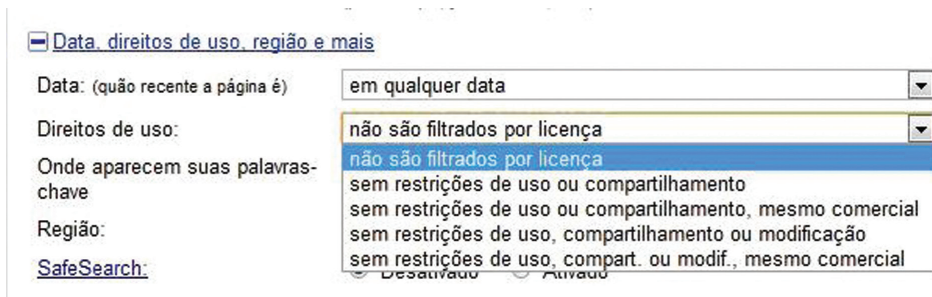 Data, direitos de uso, região e mais
Data: (quão recente a página é)
em qualquer data
Direitos de uso:
não são filtrados por licença
não são filtrados por licença
sem restrições de uso ou compartilhamento
sem restrições de uso ou compartilhamento, mesmo comercial
sem restrições de uso, compartilhamento ou modificação
sem restrições de uso, compart. ou modif., mesmo comercial
Onde aparecem suas palavras-
chave
Região:
SafeSearch:
Desativado
Ativado